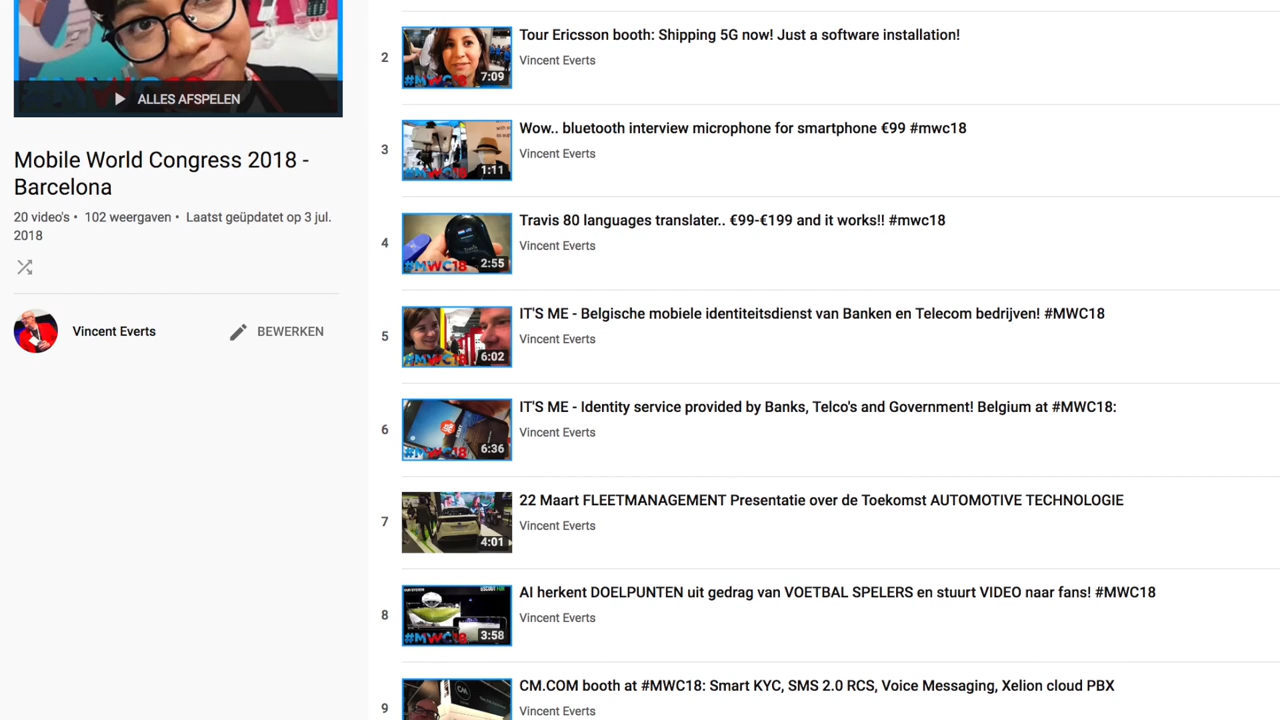 ALLES AFSPELEN
Mobile World Congress 2018 -
Barcelona
20 video's • 102 weergaven • Laatst geüpdatet op 3 jul.
2018
Vincent Everts
BEWERKEN
2
#MWC18
7:09
Tour Ericsson booth: Shipping 5G now! Just a software installation!
Vincent Everts
3
#MWC18
1:11
Wow.. bluetooth interview microphone for smartphone €99 #mwc18
Vincent Everts
4
#MWC18
2:55
Travis 80 languages translater.. €99-€199 and it works!! #mwc18
Vincent Everts
5
#MWC18
6:02
IT'S ME - Belgische mobiele identiteitsdienst van Banken en Telecom bedrijven! #MWC18
Vincent Everts
6
#MWC18
6:36
IT'S ME - Identity service provided by Banks, Telco's and Government! Belgium at #MWC18:
Vincent Everts
7
4:01
22 Maart FLEETMANAGEMENT Presentatie over de Toekomst AUTOMOTIVE TECHNOLOGIE
Vincent Everts
8
#MWC18
3:58
AI herkent DOELPUNTEN uit gedrag van VOETBAL SPELERS en stuurt VIDEO naar fans! #MWC18
Vincent Everts
9
CM.COM booth at #MWC18: Smart KYC, SMS 2.0 RCS, Voice Messaging, Xelion cloud PBX
Vincent Everts